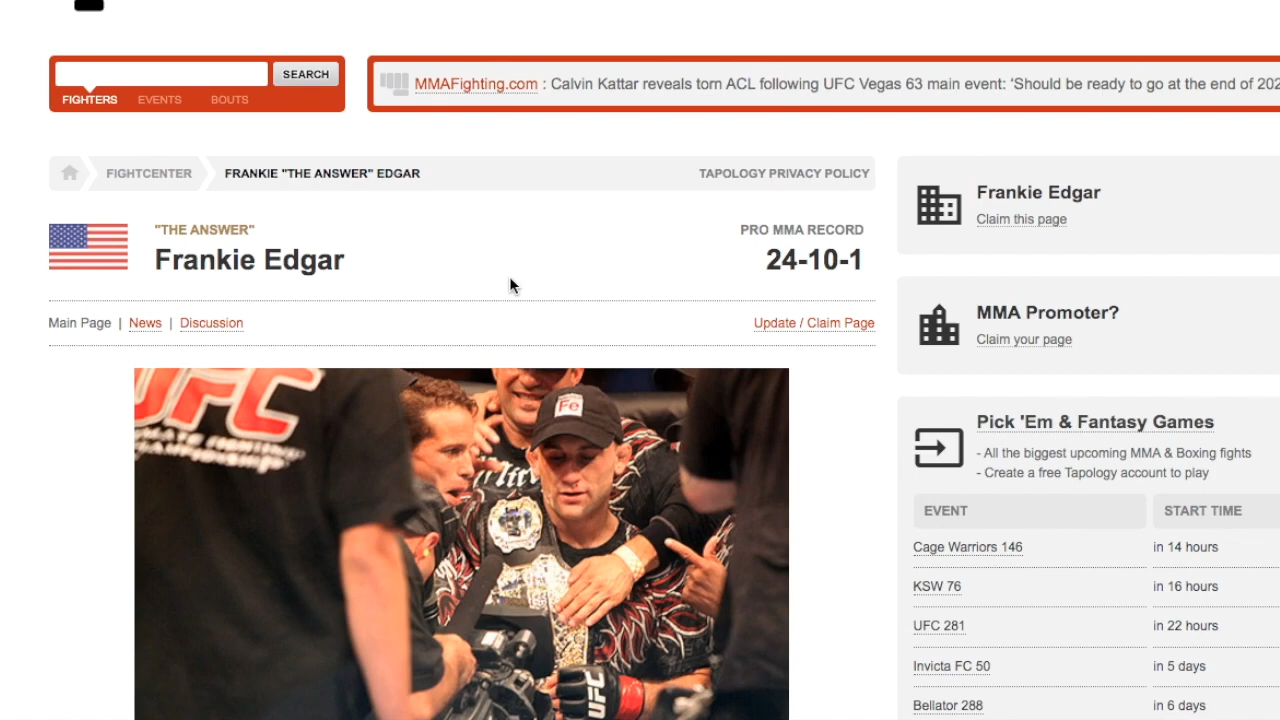 SEARCH
FIGHTERS EVENTS BOUTS
MMAFighting.com : Calvin Kattar reveals torn ACL following UFC Vegas 63 main event: 'Should be ready to go at the end of 202
FIGHTCENTER FRANKIE "THE ANSWER" EDGAR TAPOLOGY PRIVACY POLICY
"THE ANSWER" PRO MMA RECORD
Frankie Edgar 24-10-1
Main Page | News | Discussion Update / Claim Page
UFC
CHAMPIONSHIP
Fe
UFC
Frankie Edgar
Claim this page
MMA Promoter?
Claim your page
Pick 'Em & Fantasy Games
- All the biggest upcoming MMA & Boxing fights
- Create a free Tapology account to play
EVENT START TIME
Cage Warriors 146 in 14 hours
KSW 76 in 16 hours
UFC 281 in 22 hours
Invicta FC 50 in 5 days
Bellator 288 in 6 days